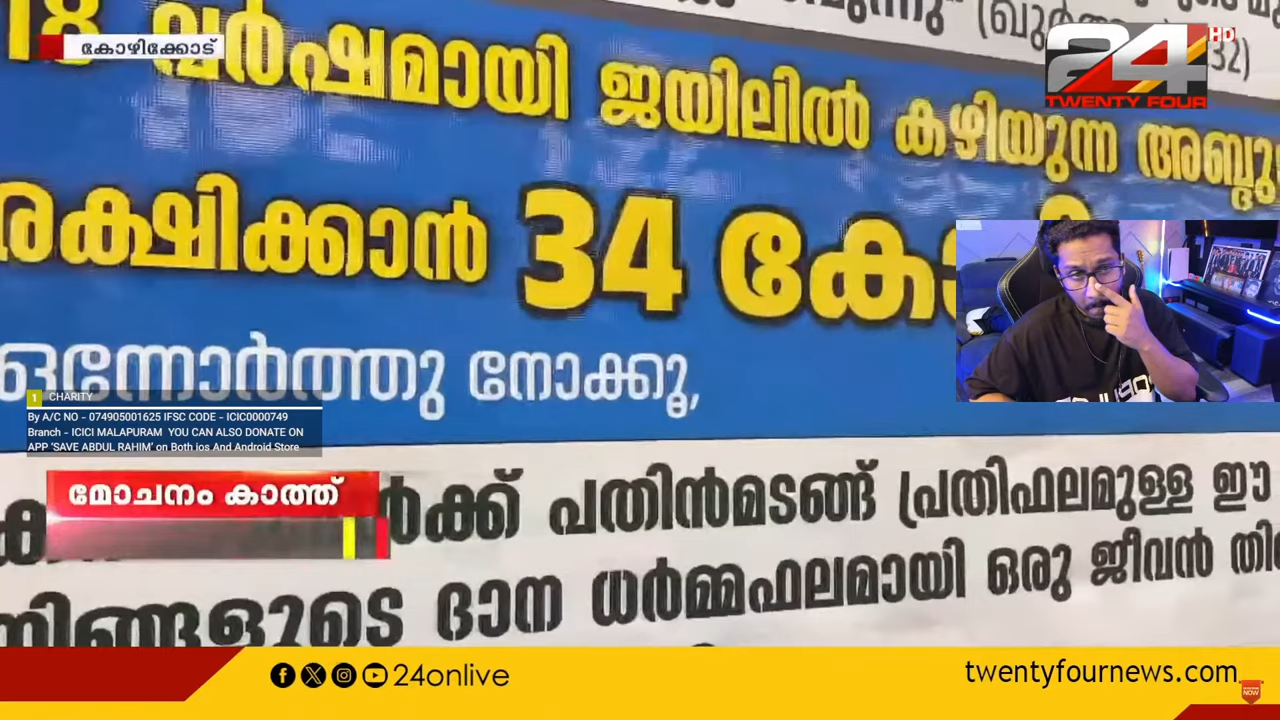 കോഴിക്കോട്
24
HD
TWENTY FOUR
(ഖുർ
32)
18 വർഷമായി ജയിലിൽ കഴിയുന്ന
രക്ഷിക്കാൻ 34
ഒന്നോർത്തു നോക്കൂ,
1 CHARITY
By A/C NO - 074905001625 IFSC CODE - ICIC0000749
Branch - ICICI MALAPURAM YOU CAN ALSO DONATE ON
APP 'SAVE ABDUL RAHIM' on Both ios And Android Store
മോചനം കാത്ത്
പതിൻമടങ്ങ് പ്രതിഫലമുള്ള ഈ
നിങ്ങളുടെ ദാന ധർമ്മഫലമായി ഒരു ജീവൻ
24onlive
twentyfournews.com